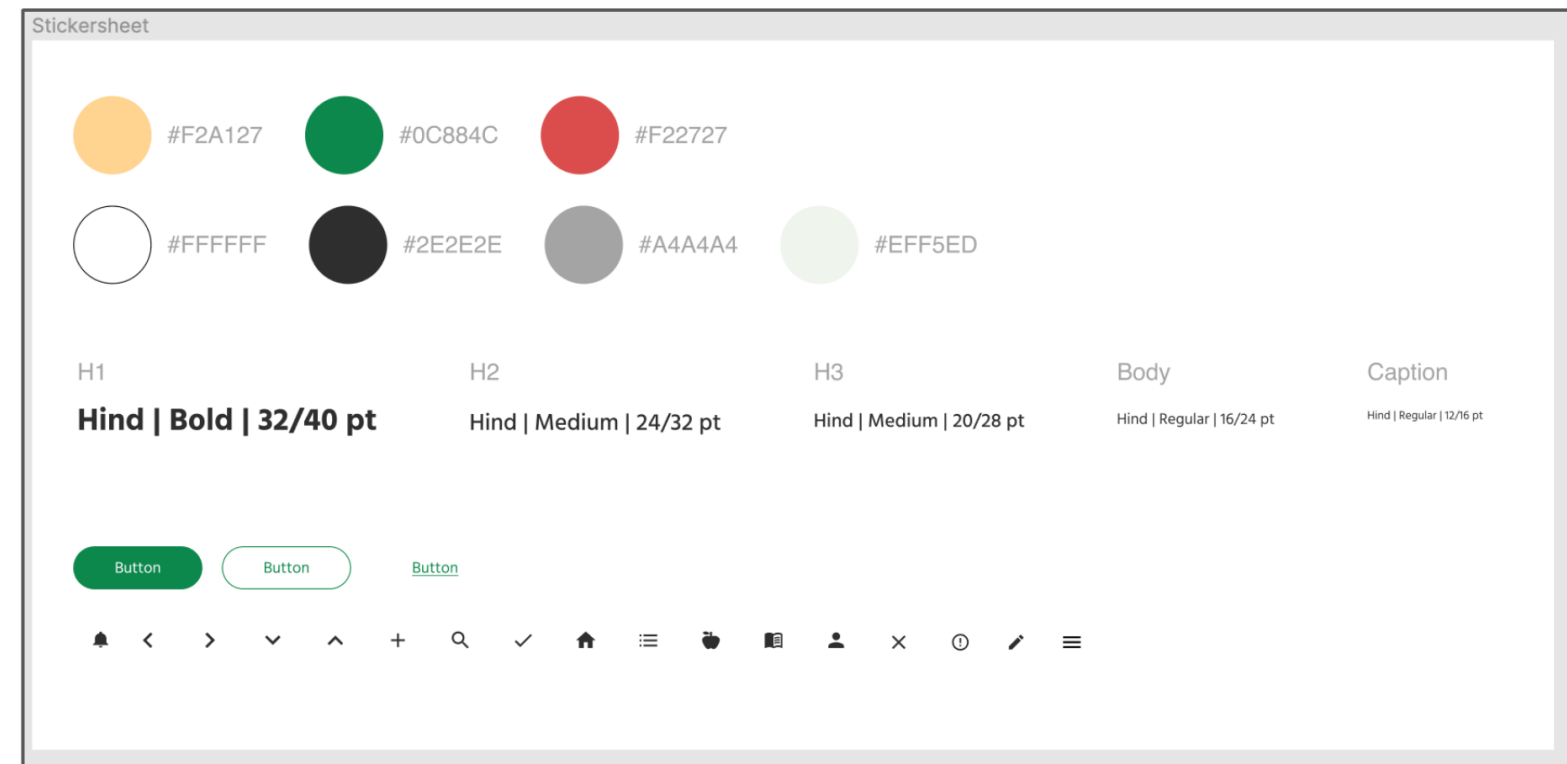 Stickersheet
#F2A127 #0C884C #F22727
#FFFFFF #2E2E2E #A4A4A4 #EFF5ED
H1 H2 H3 Body Caption
Hind | Bold | 32/40 pt Hind | Medium | 24/32 pt Hind | Medium | 20/28 pt Hind | Regular | 16/24 pt Hind | Regular | 12/16 pt
Button Button Button